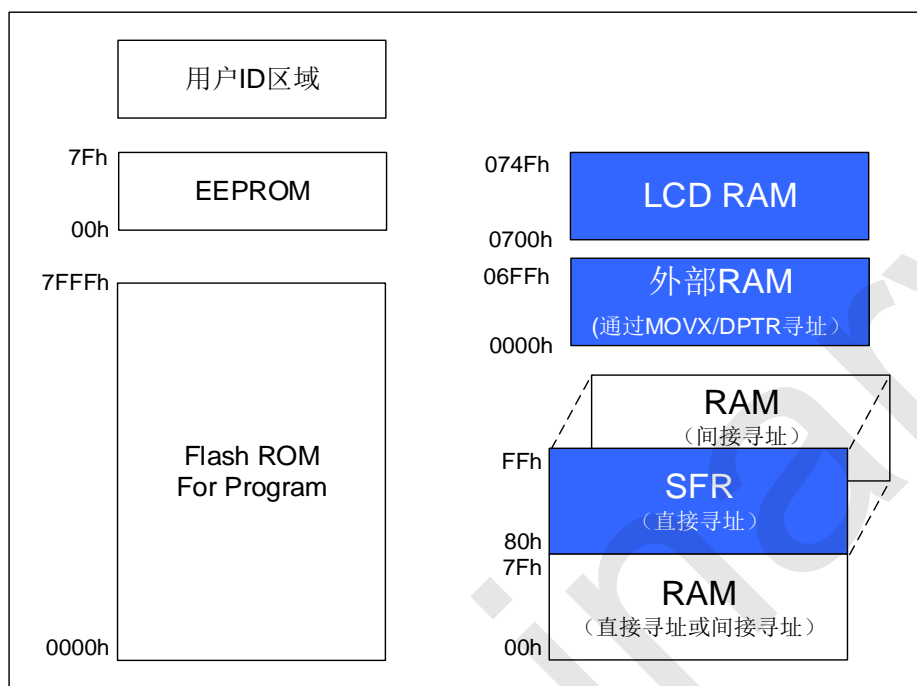 用户ID区域
7Fh
EEPROM
00h
7FFFh
Flash ROM
For Program
0000h
074Fh
LCD RAM
0700h
06FFh
外部RAM
(通过MOVX/DPTR寻址）
0000h
RAM
（间接寻址）
FFh
SFR
（直接寻址）
80h
7Fh
RAM
（直接寻址或间接寻址）
00h
inary